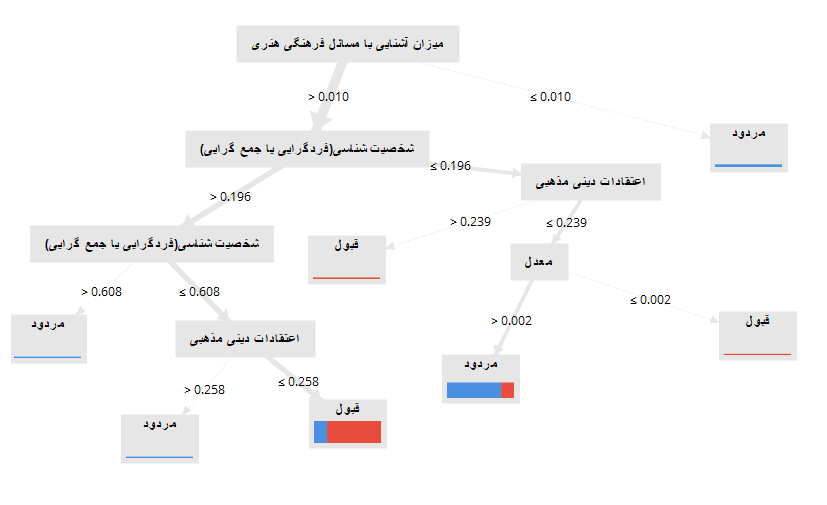 میزان آشنایی با مسائل فرهنگی هنری
> 0.010
≤ 0.010
مردود
شخصیت شناسی(فردگرایی یا جمع گرایی)
≤ 0.196
> 0.196
اعتقادات دینی مذهبی
> 0.239
≤ 0.239
شخصیت شناسی(فردگرایی یا جمع گرایی)
قبول
معدل
> 0.608
≤ 0.608
≤ 0.002
> 0.002
مردود
قبول
اعتقادات دینی مذهبی
مردود
> 0.258
≤ 0.258
قبول
مردود